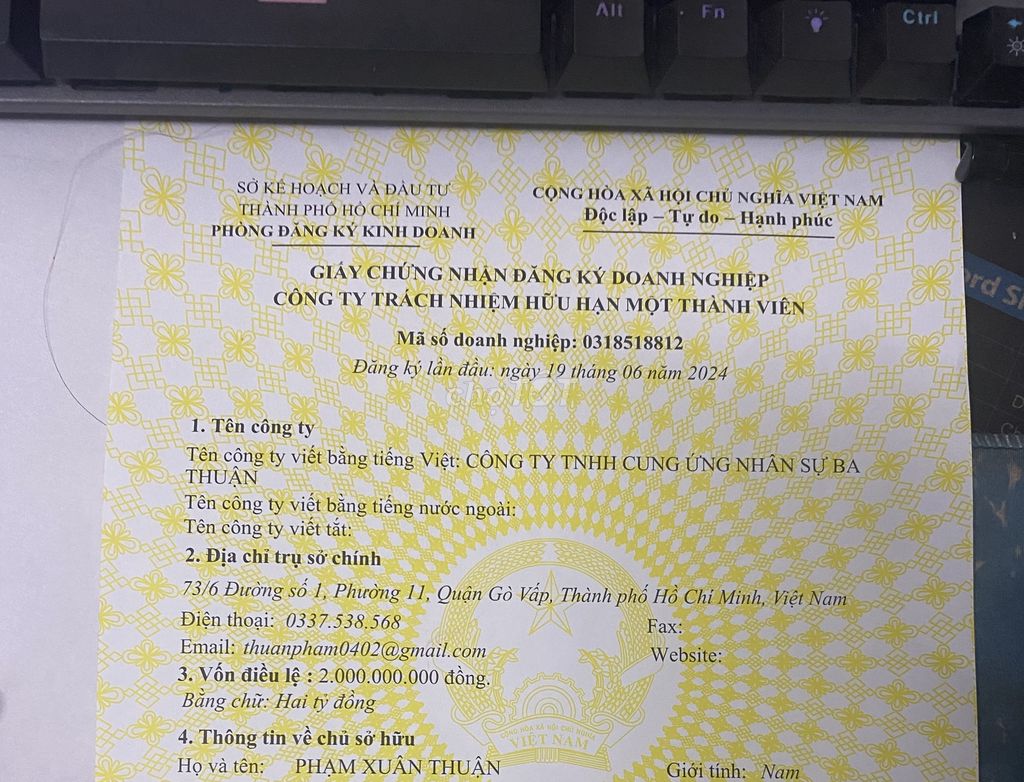 Alt
Fn
Ctrl
SỞ KẾ HOẠCH VÀ ĐẦU TƯ
THÀNH PHỐ HỒ CHÍ MINH
PHÒNG ĐĂNG KÝ KINH DOANH
CỘNG HÒA XÃ HỘI CHỦ NGHĨA VIỆT NAM
Độc lập – Tự do – Hạnh phúc
GIẤY CHỨNG NHẬN ĐĂNG KÝ DOANH NGHIỆP
CÔNG TY TRÁCH NHIỆM HỮU HẠN MỘT THÀNH VIÊN
Mã số doanh nghiệp: 0318518812
Đăng ký lần đầu: ngày 19 tháng 06 năm 2024
chợTỐT
1. Tên công ty
Tên công ty viết bằng tiếng Việt: CÔNG TY TNHH CUNG ỨNG NHÂN SỰ BA
THUẬN
Tên công ty viết bằng tiếng nước ngoài:
Tên công ty viết tắt:
2. Địa chỉ trụ sở chính
73/6 Đường số 1, Phường 11, Quận Gò Vấp, Thành phố Hồ Chí Minh, Việt Nam
Điện thoại: 0337.538.568
Fax:
Email: thuanpham0402@gmail.com
Website:
3. Vốn điều lệ : 2.000.000.000 đồng.
Bằng chữ: Hai tỷ đồng
CỘNG HÒA XÃ HỘI CHỦ NGHĨA
VIỆT NAM
4. Thông tin về chủ sở hữu
Họ và tên: PHẠM XUÂN THUẬN
Giới tính: Nam